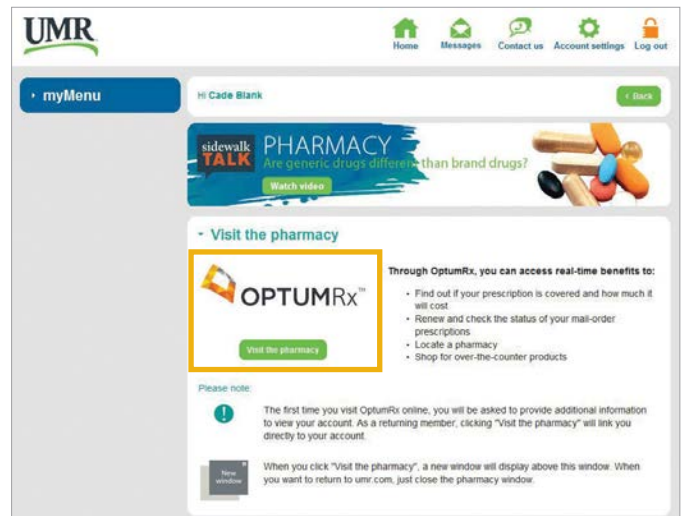 UMR
Home Messages Contact us Account settings Log out
› myMenu
Hi Cade Blank
‹ Back
sidewalk
TALK
PHARMACY
Are generic drugs different than brand drugs?
Watch video
Visit the pharmacy
OPTUMRx™
Visit the pharmacy
Through OptumRx, you can access real-time benefits to:
• Find out if your prescription is covered and how much it
will cost
• Renew and check the status of your mail-order
prescriptions
• Locate a pharmacy
• Shop for over-the-counter products
Please note:
!
The first time you visit OptumRx online, you will be asked to provide additional information
to view your account. As a returning member, clicking "Visit the pharmacy" will link you
directly to your account.
New
window
When you click "Visit the pharmacy", a new window will display above this window. When
you want to return to umr.com, just close the pharmacy window.